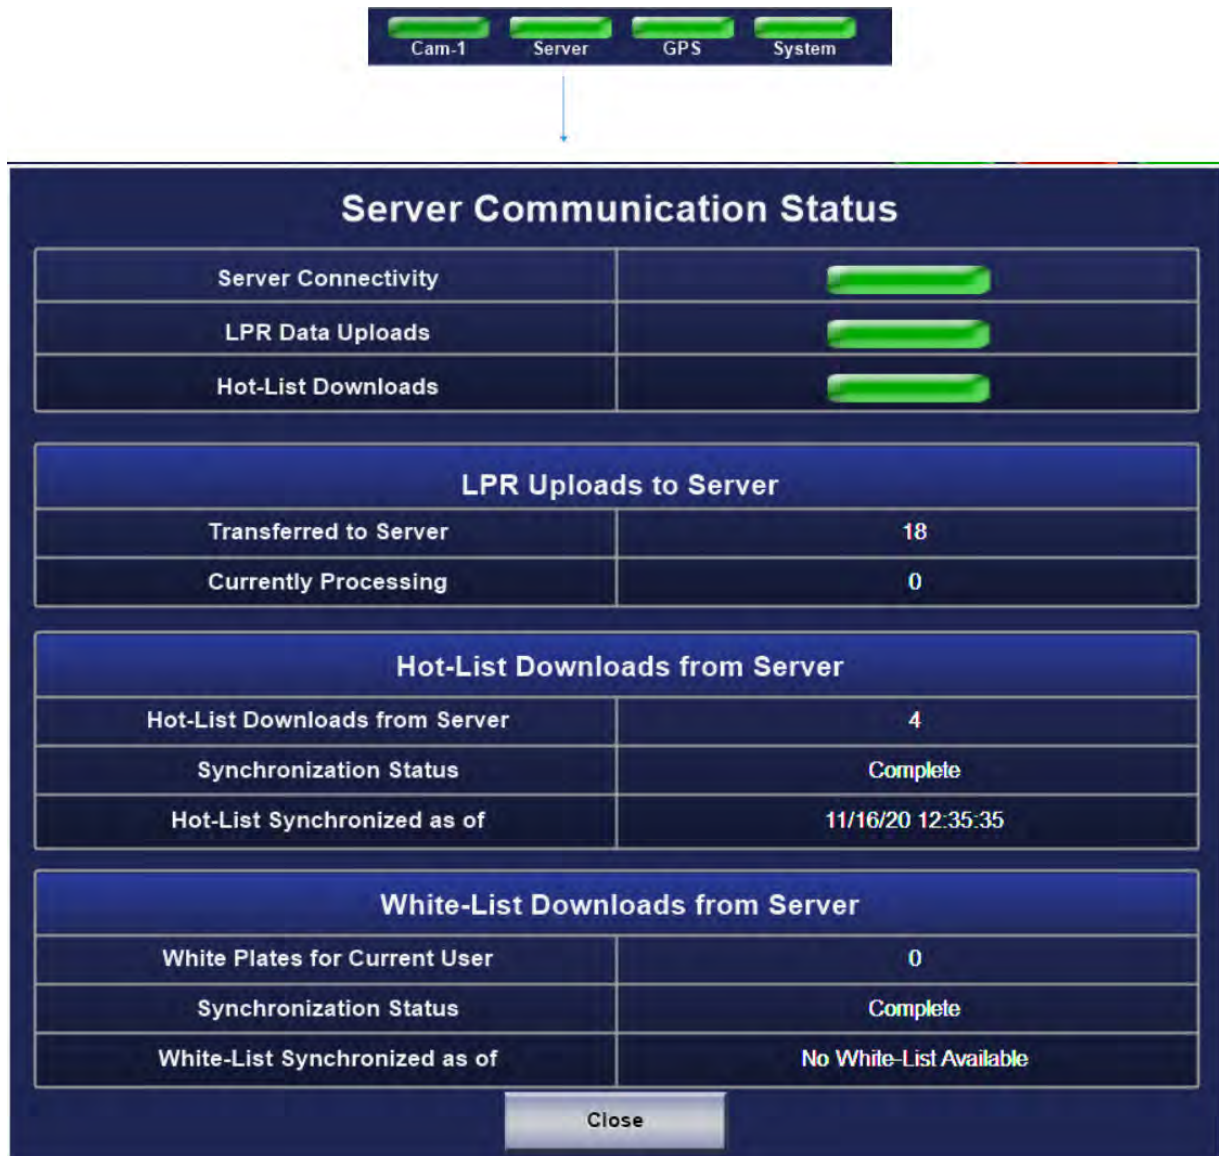 Cam-1 Server GPS System
Server Communication Status
Server Connectivity
LPR Data Uploads
Hot-List Downloads
LPR Uploads to Server
Transferred to Server 18
Currently Processing 0
Hot-List Downloads from Server
Hot-List Downloads from Server 4
Synchronization Status Complete
Hot-List Synchronized as of 11/16/20 12:35:35
White-List Downloads from Server
White Plates for Current User 0
Synchronization Status Complete
White-List Synchronized as of No White-List Available
Close